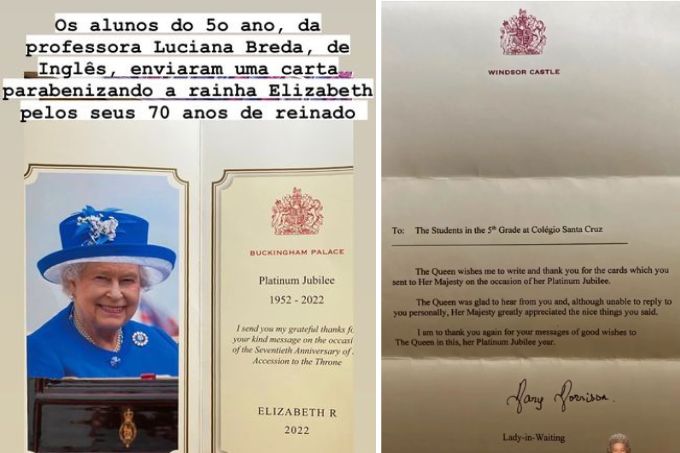 Os alunos do 5o ano, da
professora Luciana Breda, de
Inglês, enviaram uma carta
parabenizando a rainha Elizabeth
pelos seus 70 anos de reinado
BUCKINGHAM PALACE
Platinum Jubilee
1952 - 2022
I send you my grateful thanks
your kind message on the
of the Seventieth Anniversary of
Accession to the Throne
ELIZABETH R
2022
WINDSOR CASTLE
To: The Students in the 5th Grade at Colégio Santa Cruz
The Queen wishes me to write and thank you for the cards which you
sent to Her Majesty on the occasion of her Platinum Jubilee.
The Queen was glad to hear from you and, although unable to reply to
you personally, Her Majesty greatly appreciated the nice things you said.
I am to thank you again for your messages of good wishes to
The Queen in this, her Platinum Jubilee year.
Mary Morrison
Lady-in-Waiting